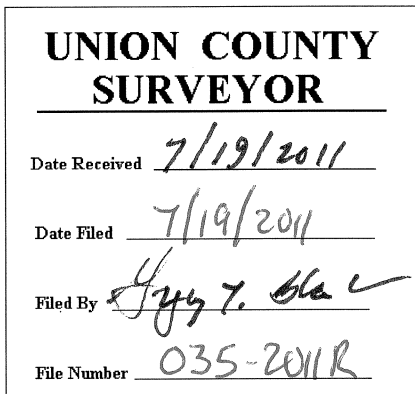 UNION COUNTY
SURVEYOR
Date Received 7/19/2011
Date Filed 7/19/2011
Filed By
File Number 035-2011R